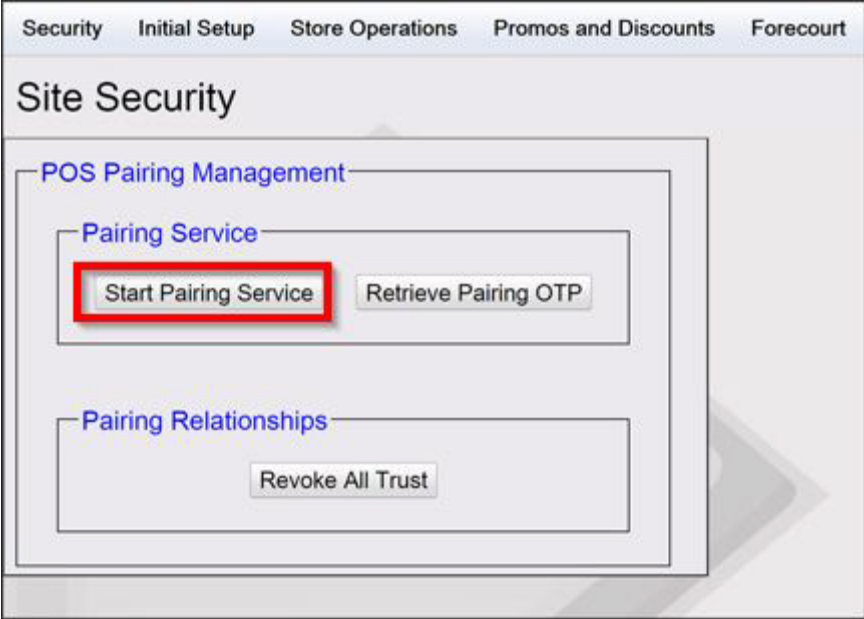 Security Initial Setup Store Operations Promos and Discounts Forecourt
Site Security
POS Pairing Management
Pairing Service
Start Pairing Service Retrieve Pairing OTP
Pairing Relationships
Revoke All Trust